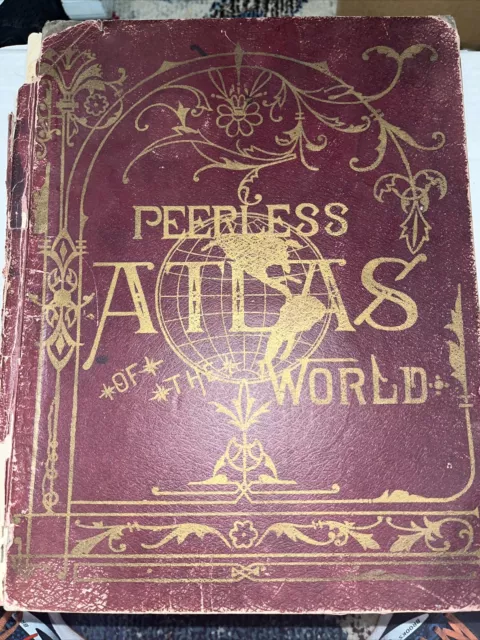 PEERLESS
ATLAS
OF THE WORLD